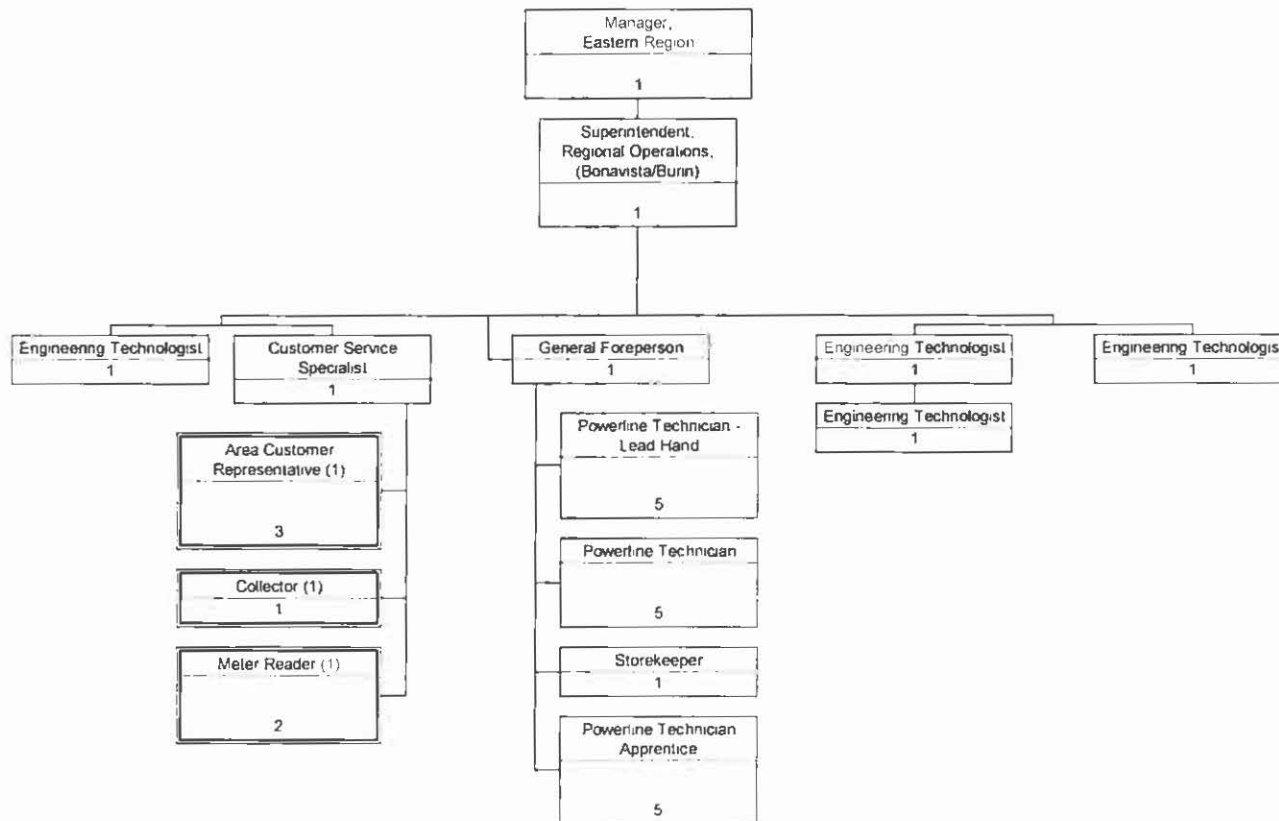 Manager,
Eastern Region
1
Superintendent,
Regional Operations,
(Bonavista/Burin)
1
Engineering Technologist
1
Customer Service
Specialist
1
General Foreperson
1
Engineering Technologist
1
Engineering Technologis
1
Engineering Technologist
1
Area Customer
Representative (1)
3
Collector (1)
1
Meter Reader (1)
2
Powerline Technician -
Lead Hand
5
Powerline Technician
5
Storekeeper
1
Powerline Technician
Apprentice
5